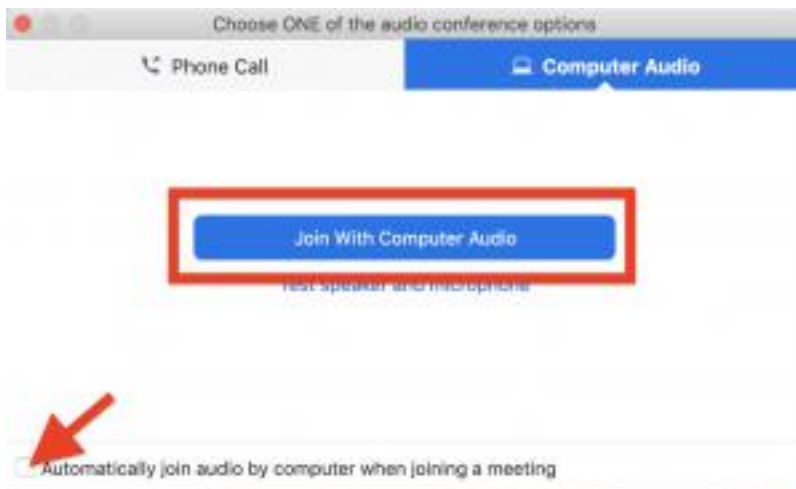 Choose ONE of the audio conference options
Phone Call
Computer Audio
Join With Computer Audio
Test speaker and microphone
Automatically join audio by computer when joining a meeting